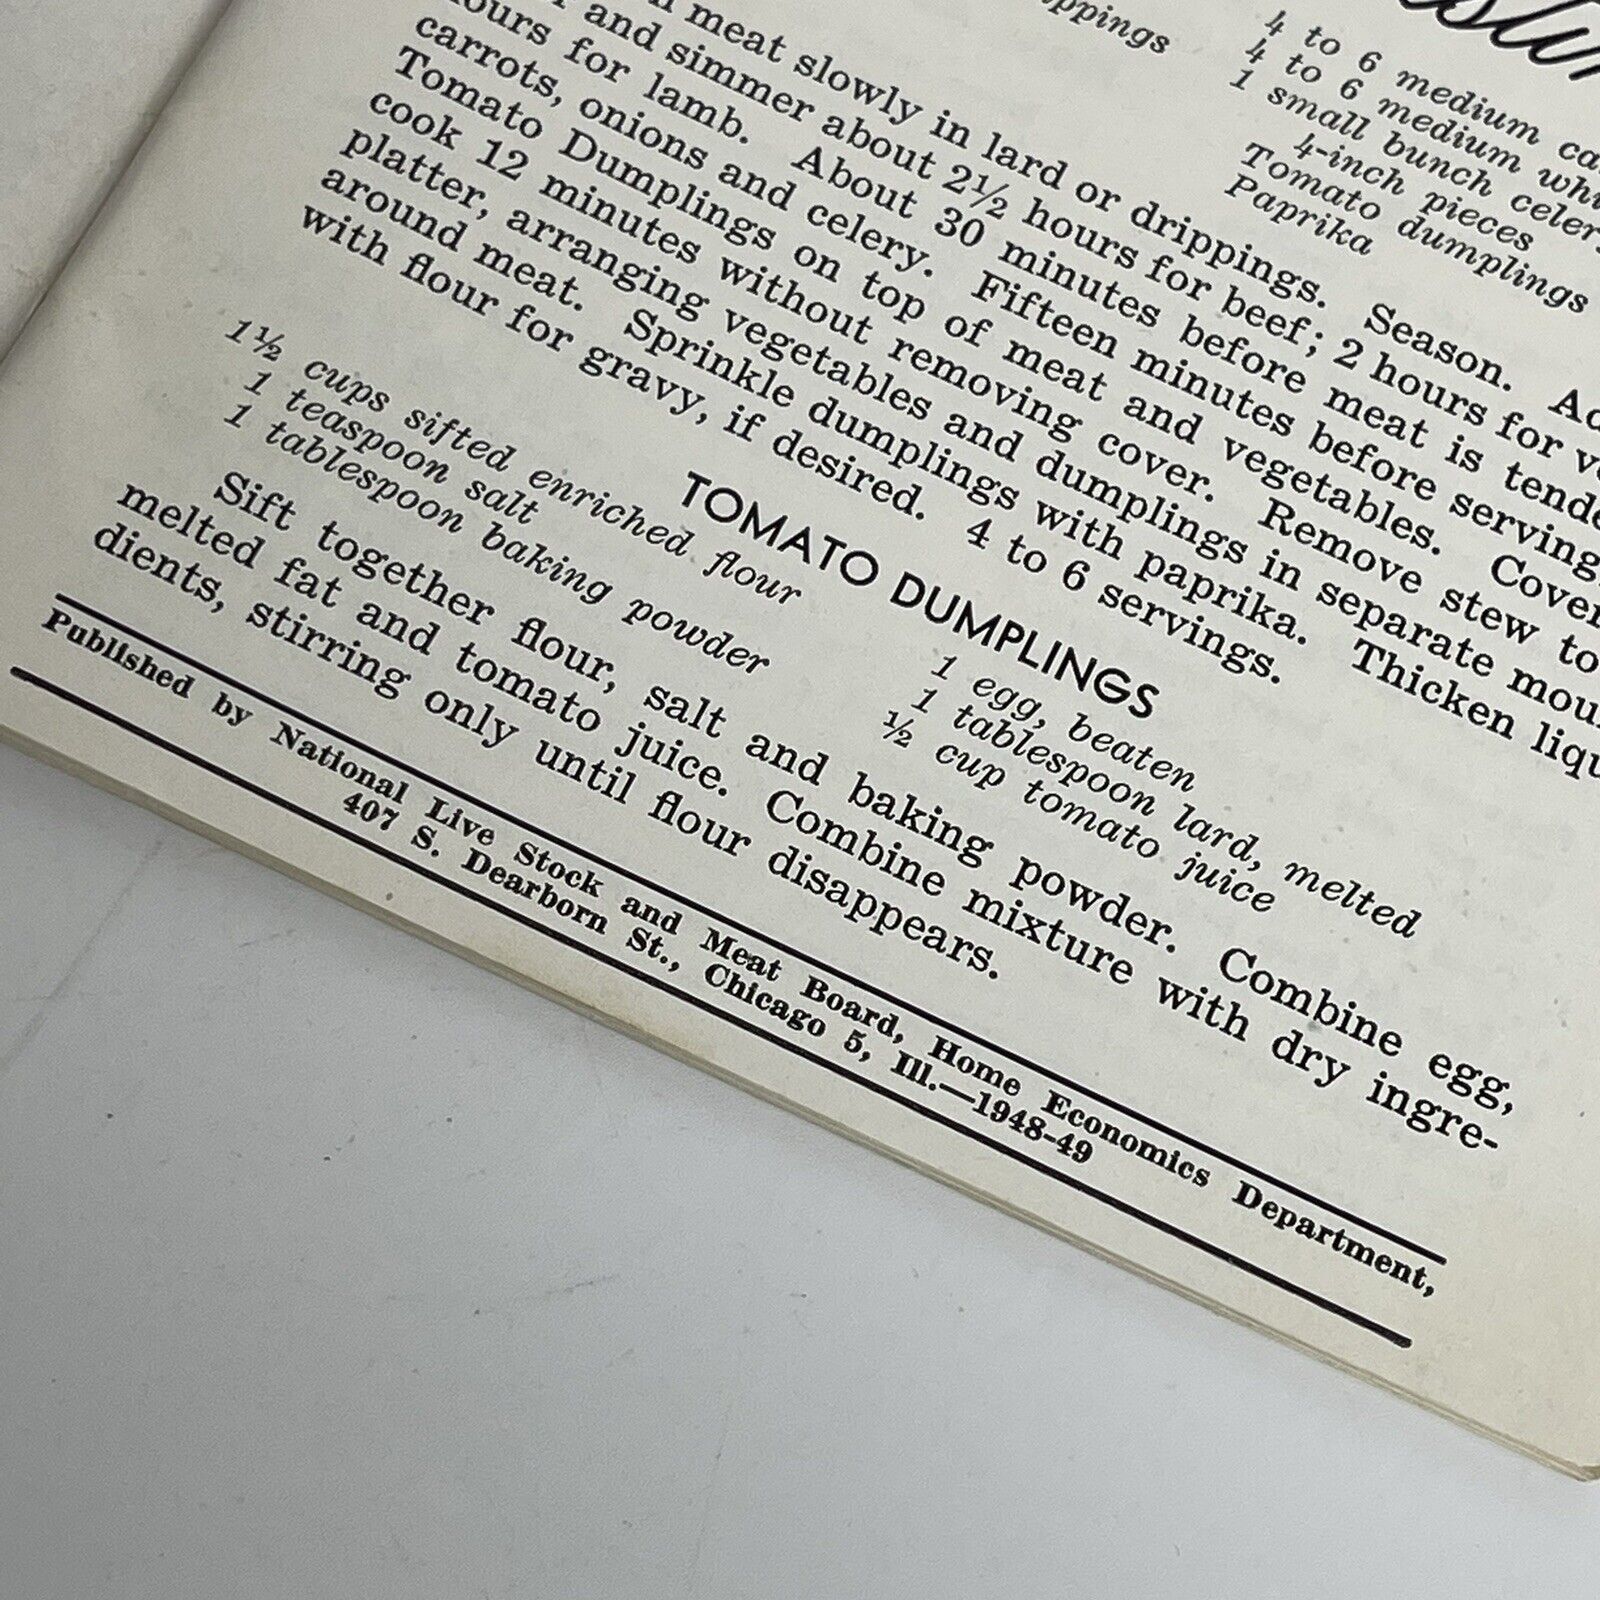 4 to 6 medium
4 to 6 medium
1 small bunch celery
4-inch pieces
Tomato dumplings
Paprika
meat slowly in lard or drippings. Season.
and simmer about 2½ hours for beef; 2 hours for
hours for lamb. About 30 minutes before meat is
carrots, onions and celery. Fifteen minutes before serving,
Tomato Dumplings on top of meat and vegetables. Cover
cook 12 minutes without removing cover. Remove stew to
platter, arranging vegetables and dumplings in separate
around meat. Sprinkle dumplings with paprika. Thicken
with flour for gravy, if desired. 4 to 6 servings.
TOMATO DUMPLINGS
1½ cups sifted enriched flour
1 teaspoon salt
1 tablespoon baking powder
1 egg, beaten
1 tablespoon lard, melted
½ cup tomato juice
Sift together flour, salt and baking powder. Combine egg,
melted fat and tomato juice. Combine mixture with dry ingre-
dients, stirring only until flour disappears.
Published by National Live Stock and Meat Board, Home Economics Department,
407 S. Dearborn St., Chicago 5, Ill.—1948-49